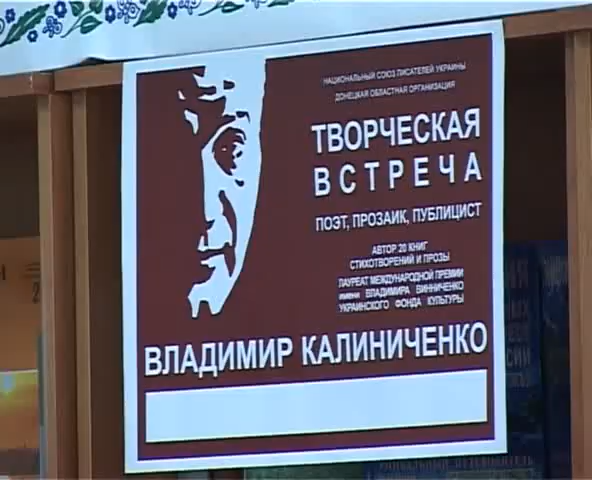 НАЦИОНАЛЬНЫЙ СОЮЗ ПИСАТЕЛЕЙ УКРАИНЫ
ДОНЕЦКАЯ ОБЛАСТНАЯ ОРГАНИЗАЦИЯ
ТВОРЧЕСКАЯ
ВСТРЕЧА
ПОЭТ, ПРОЗАИК, ПУБЛИЦИСТ
АВТОР 20 КНИГ
СТИХОТВОРЕНИЙ И ПРОЗЫ
ЛАУРЕАТ МЕЖДУНАРОДНОЙ ПРЕМИИ
имени ВЛАДИМИРА ВИННИЧЕНКО
УКРАИНСКОГО ФОНДА КУЛЬТУРЫ
ВЛАДИМИР КАЛИНИЧЕНКО